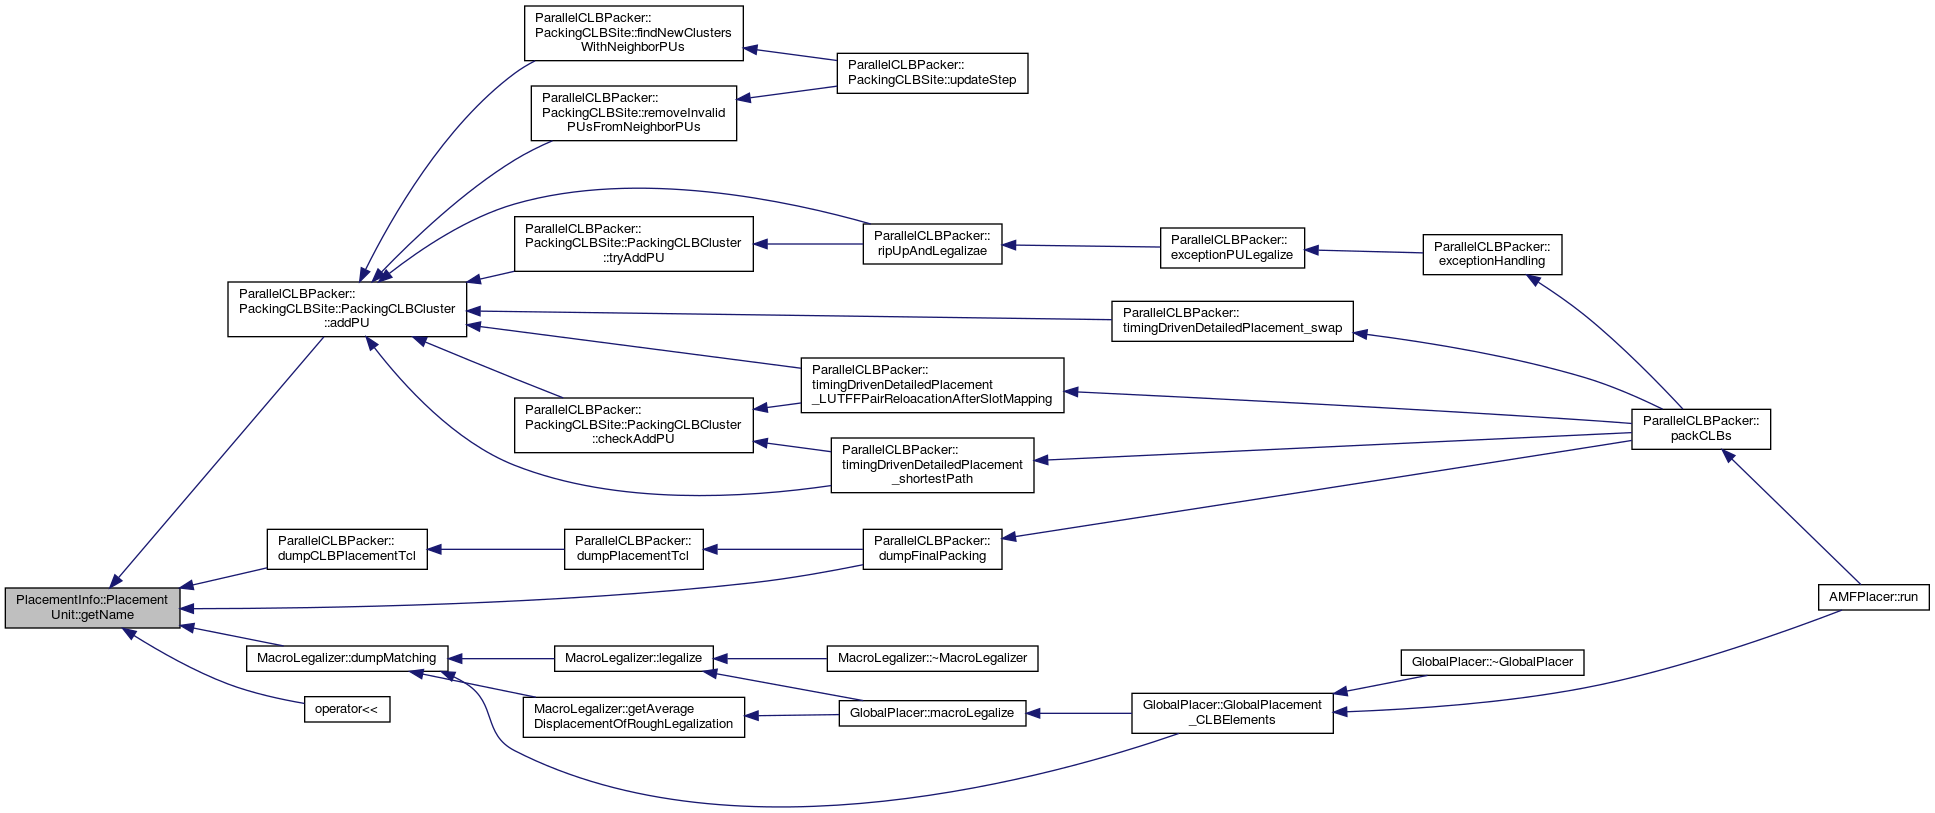 ParallelCLBPacker::
PackingCLBSite::findNewClusters
WithNeighborPUs
ParallelCLBPacker::
PackingCLBSite::updateStep
ParallelCLBPacker::
PackingCLBSite::removeInvalid
PUsFromNeighborPUs
ParallelCLBPacker::
PackingCLBSite::PackingCLBCluster
::tryAddPU
ParallelCLBPacker::
ripUpAndLegalizae
ParallelCLBPacker::
exceptionPULegalize
ParallelCLBPacker::
exceptionHandling
ParallelCLBPacker::
PackingCLBSite::PackingCLBCluster
::addPU
ParallelCLBPacker::
timingDrivenDetailedPlacement_swap
ParallelCLBPacker::
timingDrivenDetailedPlacement
_LUTFFPairReloacationAfterSlotMapping
ParallelCLBPacker::
PackingCLBSite::PackingCLBCluster
::checkAddPU
ParallelCLBPacker::
packCLBs
ParallelCLBPacker::
timingDrivenDetailedPlacement
_shortestPath
ParallelCLBPacker::
dumpCLBPlacementTcl
ParallelCLBPacker::
dumpPlacementTcl
ParallelCLBPacker::
dumpFinalPacking
PlacementInfo::Placement
Unit::getName
AMFPlacer::run
MacroLegalizer::dumpMatching
MacroLegalizer::legalize
MacroLegalizer::~MacroLegalizer
GlobalPlacer::~GlobalPlacer
operator<<
MacroLegalizer::getAverage
DisplacementOfRoughLegalization
GlobalPlacer::macroLegalize
GlobalPlacer::GlobalPlacement
_CLBElements